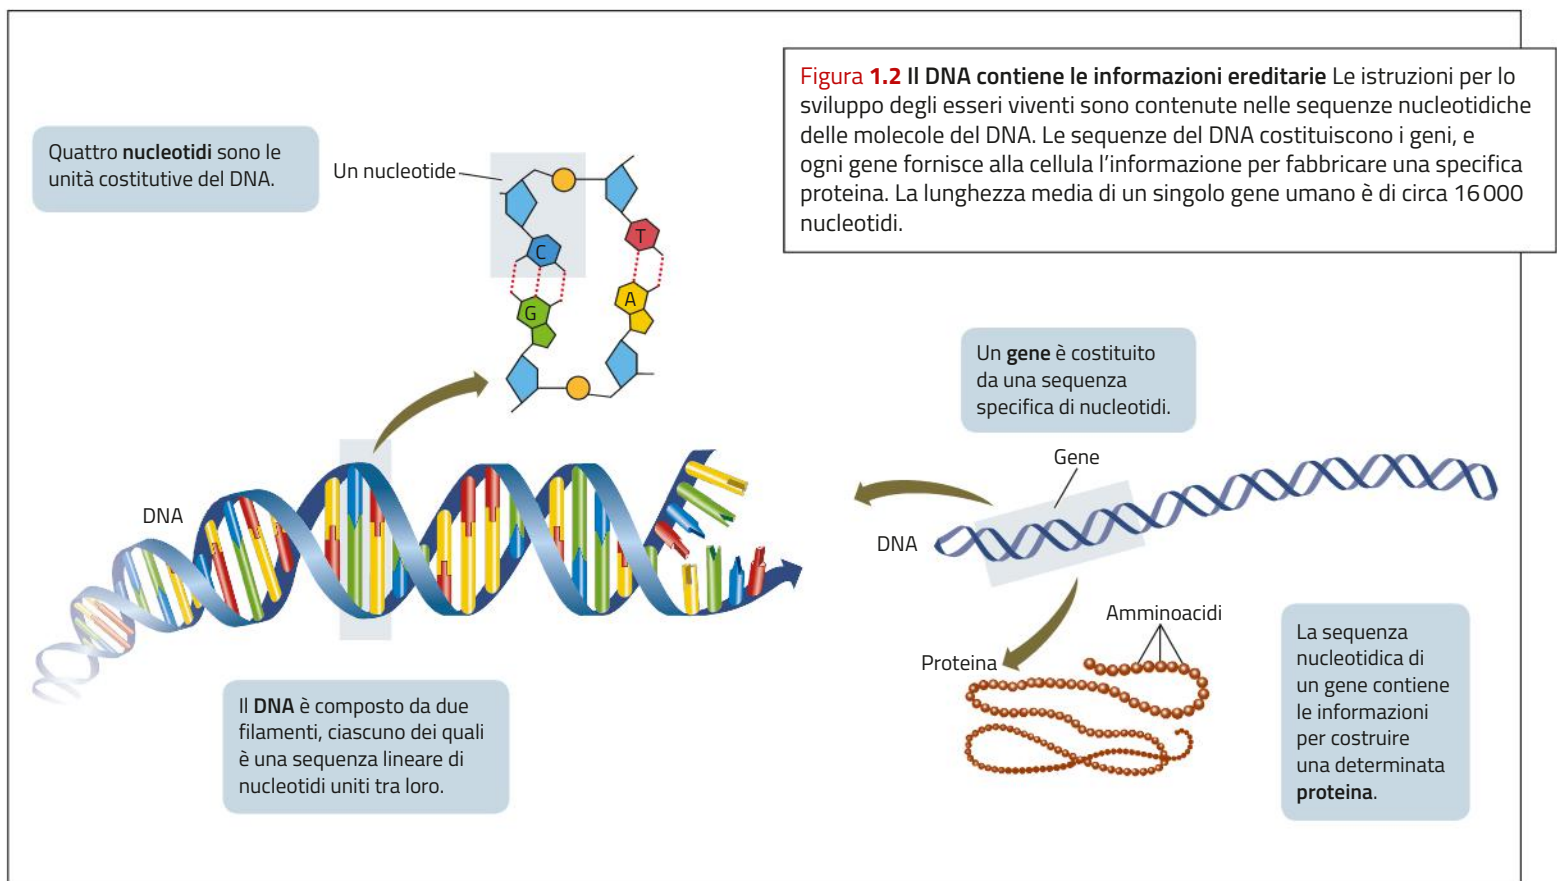 Figura 1.2 Il DNA contiene le informazioni ereditarie Le istruzioni per lo
sviluppo degli esseri viventi sono contenute nelle sequenze nucleotidiche
delle molecole del DNA. Le sequenze del DNA costituiscono i geni, e
ogni gene fornisce alla cellula l’informazione per fabbricare una specifica
proteina. La lunghezza media di un singolo gene umano è di circa 16 000
nucleotidi.
Quattro nucleotidi sono le
unità costitutive del DNA.
Un nucleotide
C
T
G
A
DNA
Il DNA è composto da due
filamenti, ciascuno dei quali
è una sequenza lineare di
nucleotidi uniti tra loro.
Un gene è costituito
da una sequenza
specifica di nucleotidi.
Gene
DNA
Amminoacidi
Proteina
La sequenza
nucleotidica di
un gene contiene
le informazioni
per costruire
una determinata
proteina.